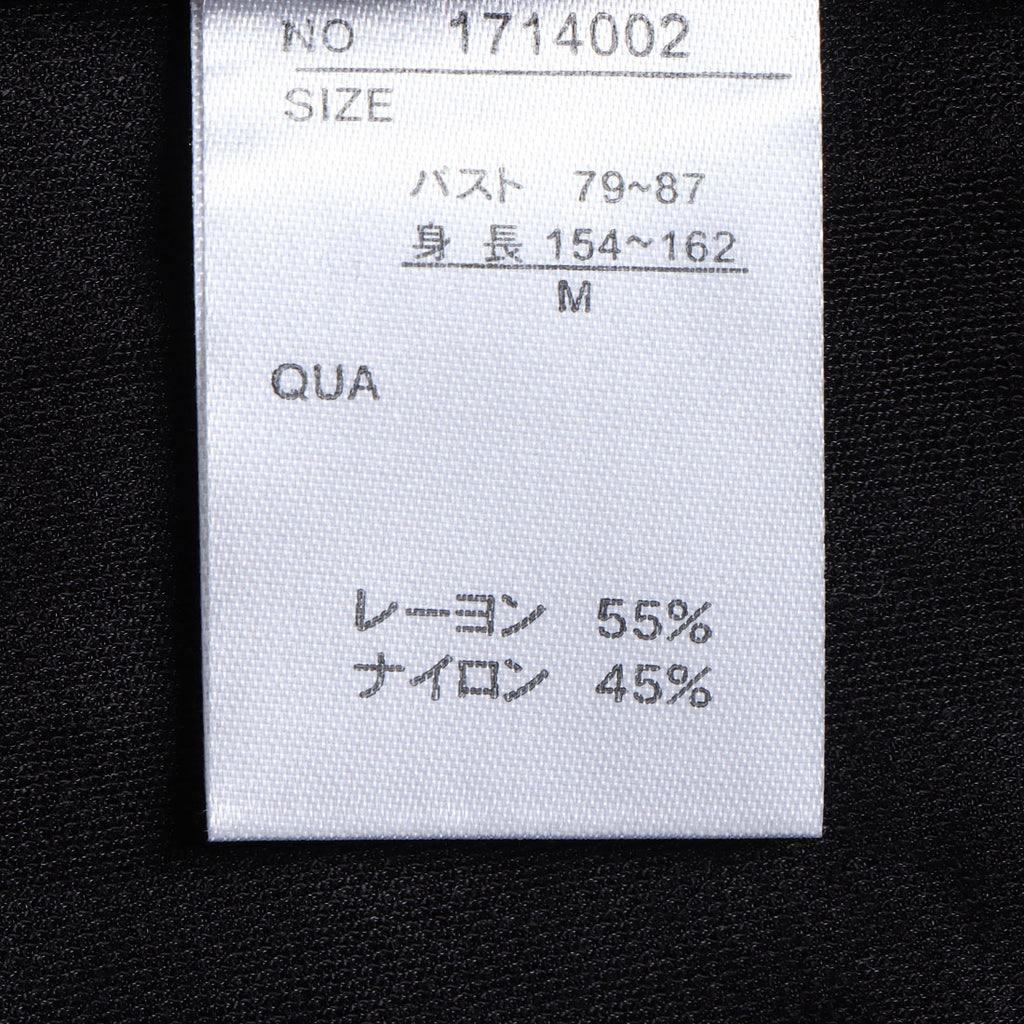 NO 1714002
SIZE
バスト 79~87
身長 154~162
M
QUA
レーヨン 55%
ナイロン 45%